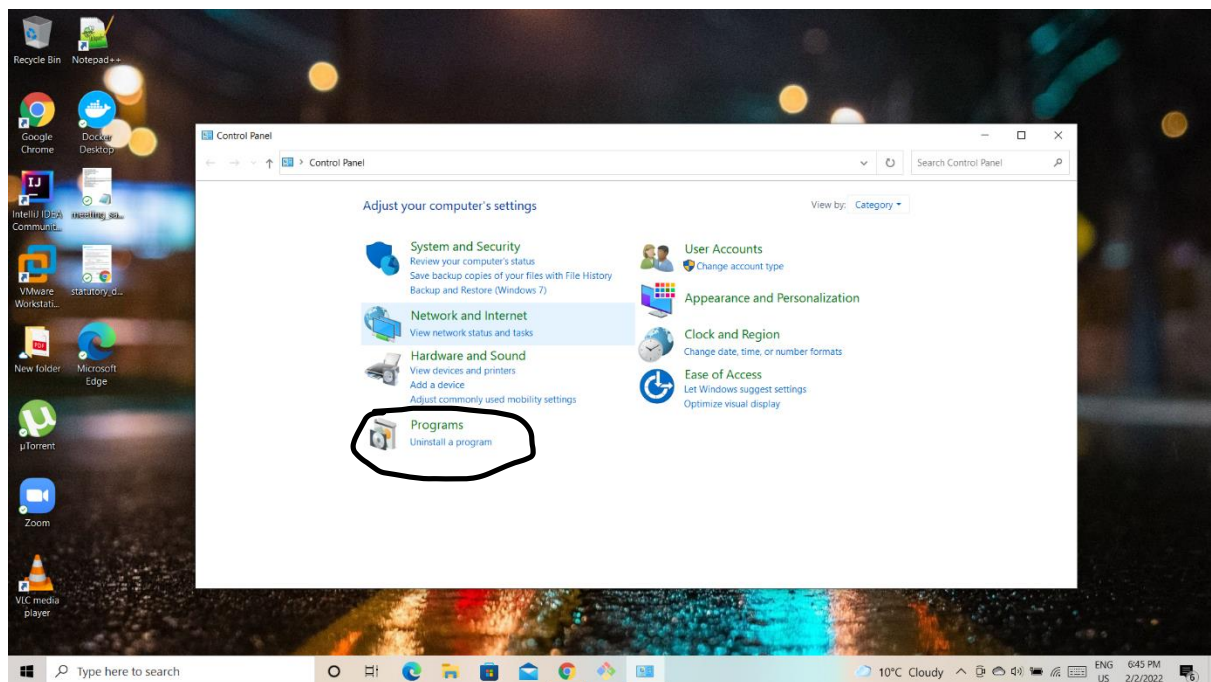 Recycle Bin
Notepad++
Google
Chrome
Docker
Desktop
IntelliJ IDEA
Communit...
meeting_sa...
VMware
Workstati...
statutory_d...
New folder
Microsoft
Edge
µTorrent
Zoom
VLC media
player
Control Panel
Control Panel
Search Control Panel
Adjust your computer's settings
View by: Category
System and Security
Review your computer's status
Save backup copies of your files with File History
Backup and Restore (Windows 7)
Network and Internet
View network status and tasks
Hardware and Sound
View devices and printers
Add a device
Adjust commonly used mobility settings
Programs
Uninstall a program
User Accounts
Change account type
Appearance and Personalization
Clock and Region
Change date, time, or number formats
Ease of Access
Let Windows suggest settings
Optimize visual display
Type here to search
10°C Cloudy
ENG
US
6:45 PM
2/2/2022
6